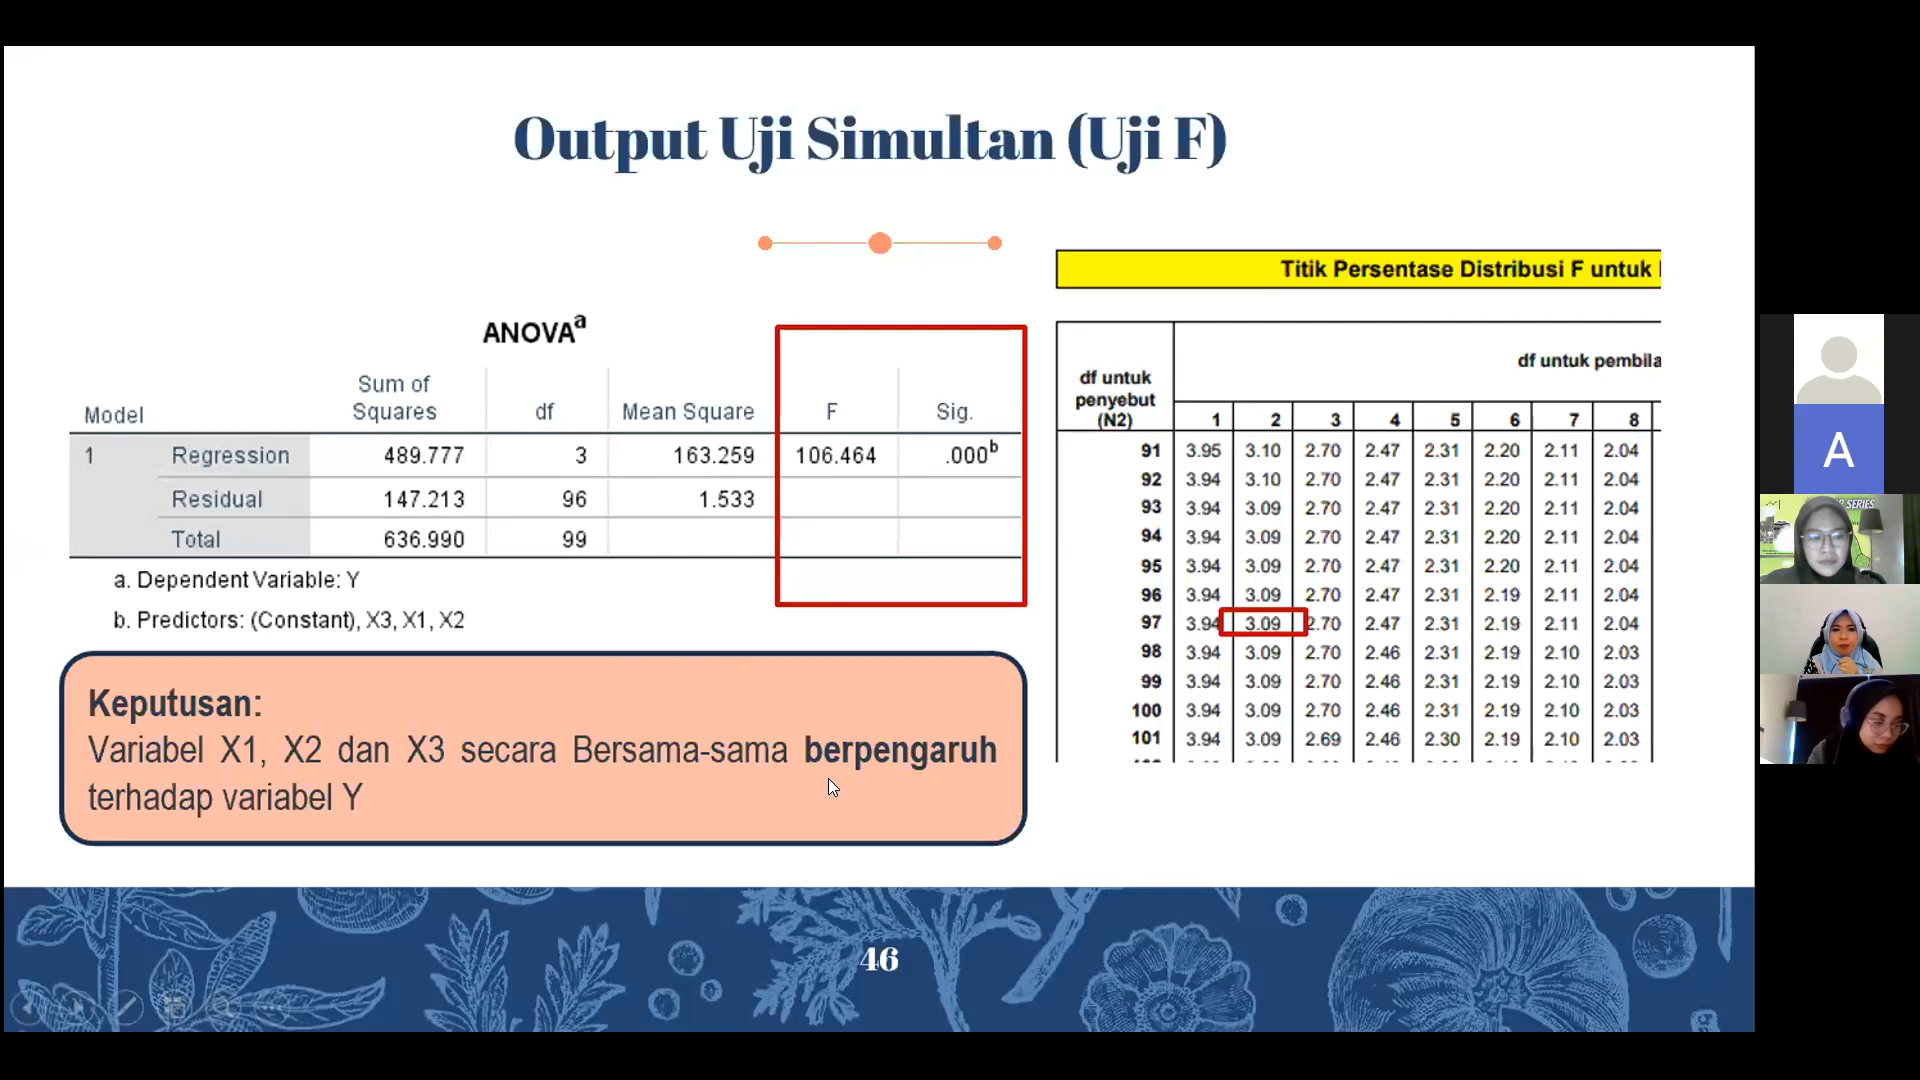 Output Uji Simultan (Uji F)
ANOVAa
Model Sum of Squares df Mean Square F Sig.
1 Regression 489.777 3 163.259 106.464 .000b
Residual 147.213 96 1.533
Total 636.990 99
a. Dependent Variable: Y
b. Predictors: (Constant), X3, X1, X2
Keputusan:
Variabel X1, X2 dan X3 secara Bersama-sama berpengaruh
terhadap variabel Y
Titik Persentase Distribusi F untuk
df untuk penyebut (N2)
df untuk pembila
1 2 3 4 5 6 7 8
91 3.95 3.10 2.70 2.47 2.31 2.20 2.11 2.04
92 3.94 3.10 2.70 2.47 2.31 2.20 2.11 2.04
93 3.94 3.09 2.70 2.47 2.31 2.20 2.11 2.04
94 3.94 3.09 2.70 2.47 2.31 2.20 2.11 2.04
95 3.94 3.09 2.70 2.47 2.31 2.20 2.11 2.04
96 3.94 3.09 2.70 2.47 2.31 2.19 2.11 2.04
97 3.94 3.09 2.70 2.47 2.31 2.19 2.11 2.04
98 3.94 3.09 2.70 2.46 2.31 2.19 2.10 2.03
99 3.94 3.09 2.70 2.46 2.31 2.19 2.10 2.03
100 3.94 3.09 2.70 2.46 2.31 2.19 2.10 2.03
101 3.94 3.09 2.69 2.46 2.30 2.19 2.10 2.03
46
A
SERIES